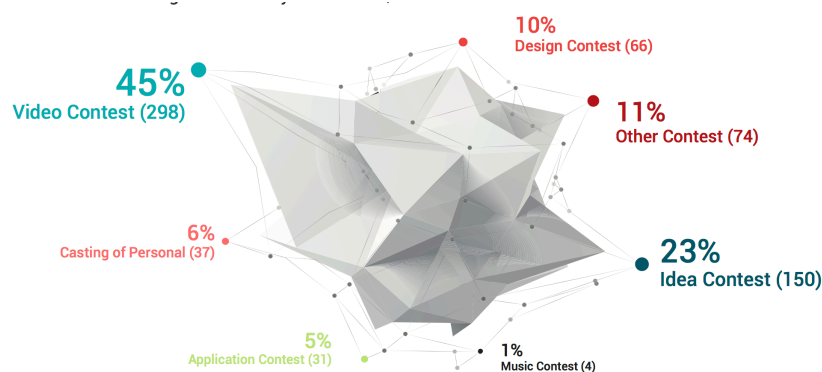 10%
Design Contest (66)
45%
Video Contest (298)
11%
Other Contest (74)
6%
Casting of Personal (37)
23%
Idea Contest (150)
5%
Application Contest (31)
1%
Music Contest (4)